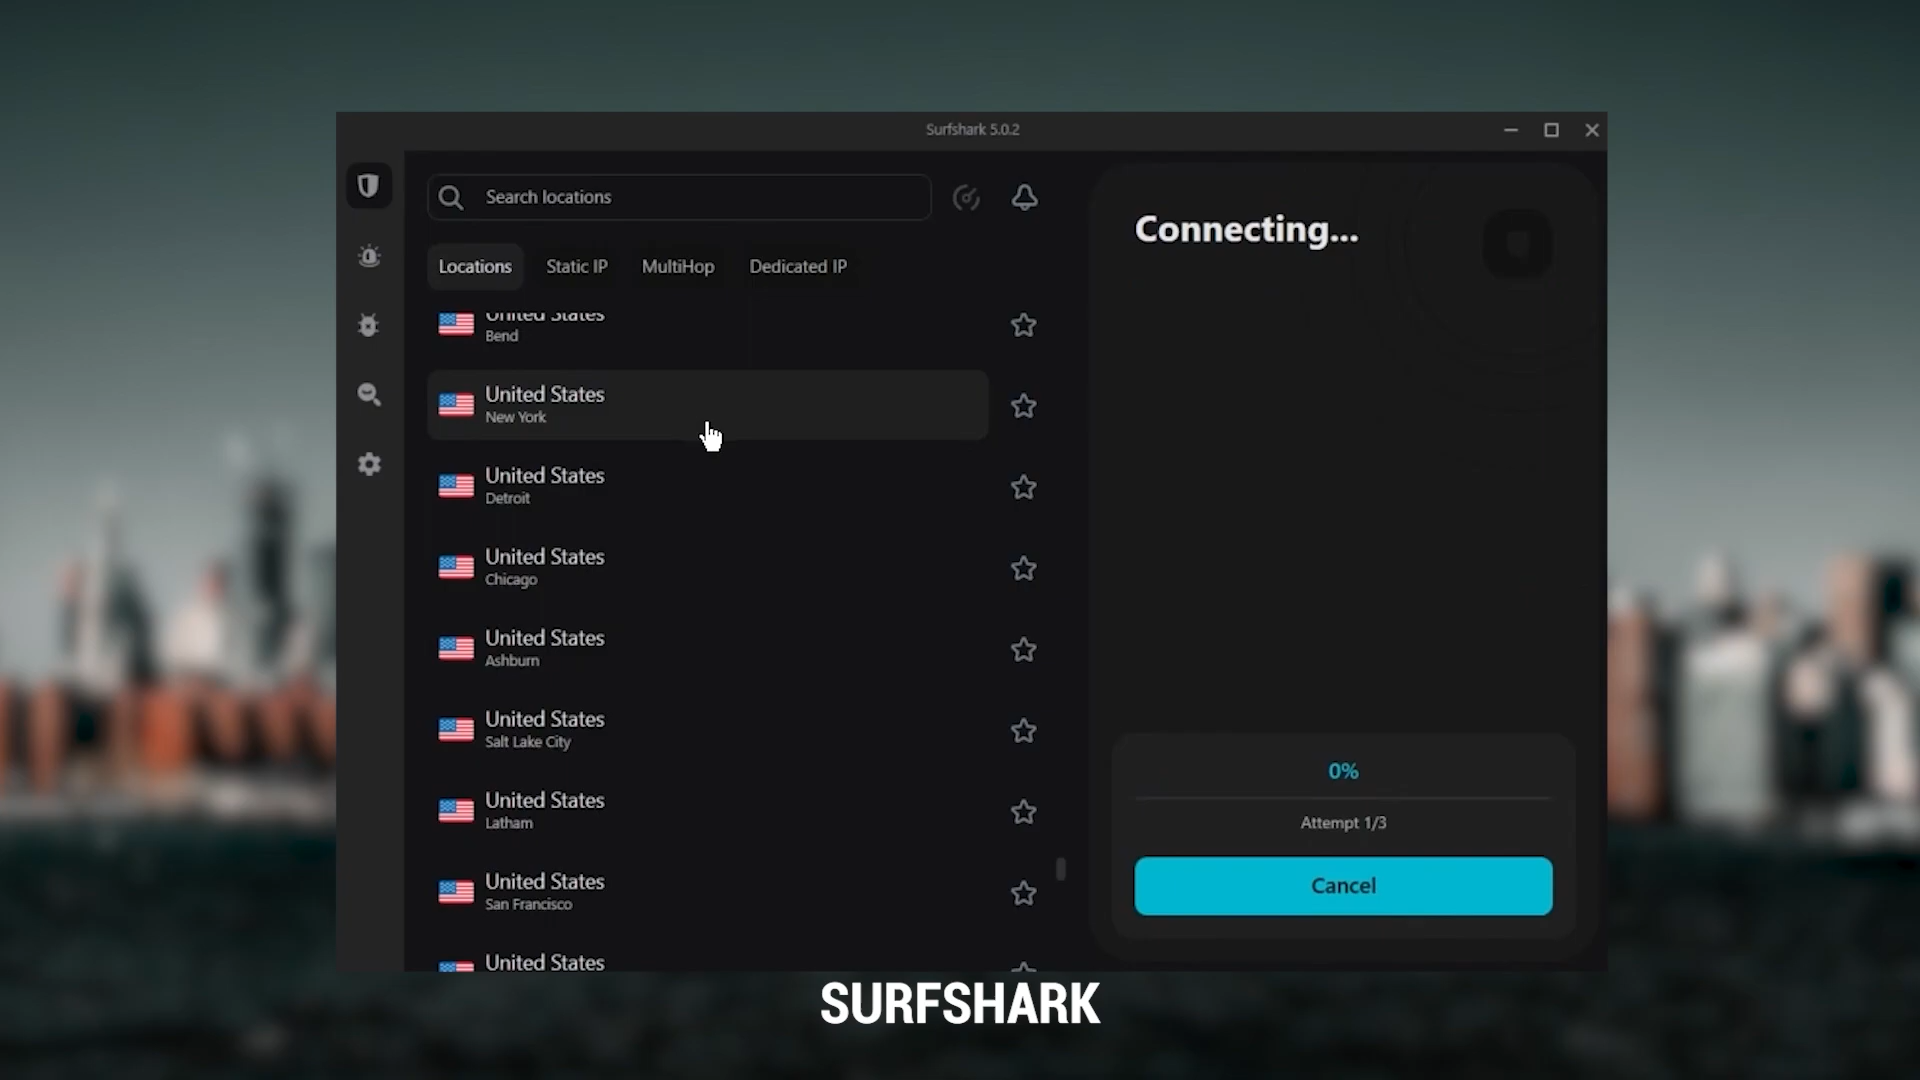 Surfshark 5.0.2
Search locations
Locations
Static IP
MultiHop
Dedicated IP
United States
Bend
United States
New York
United States
Detroit
United States
Chicago
United States
Ashburn
United States
Salt Lake City
United States
Latham
United States
San Francisco
United States
Connecting...
0%
Attempt 1/3
Cancel
SURFSHARK